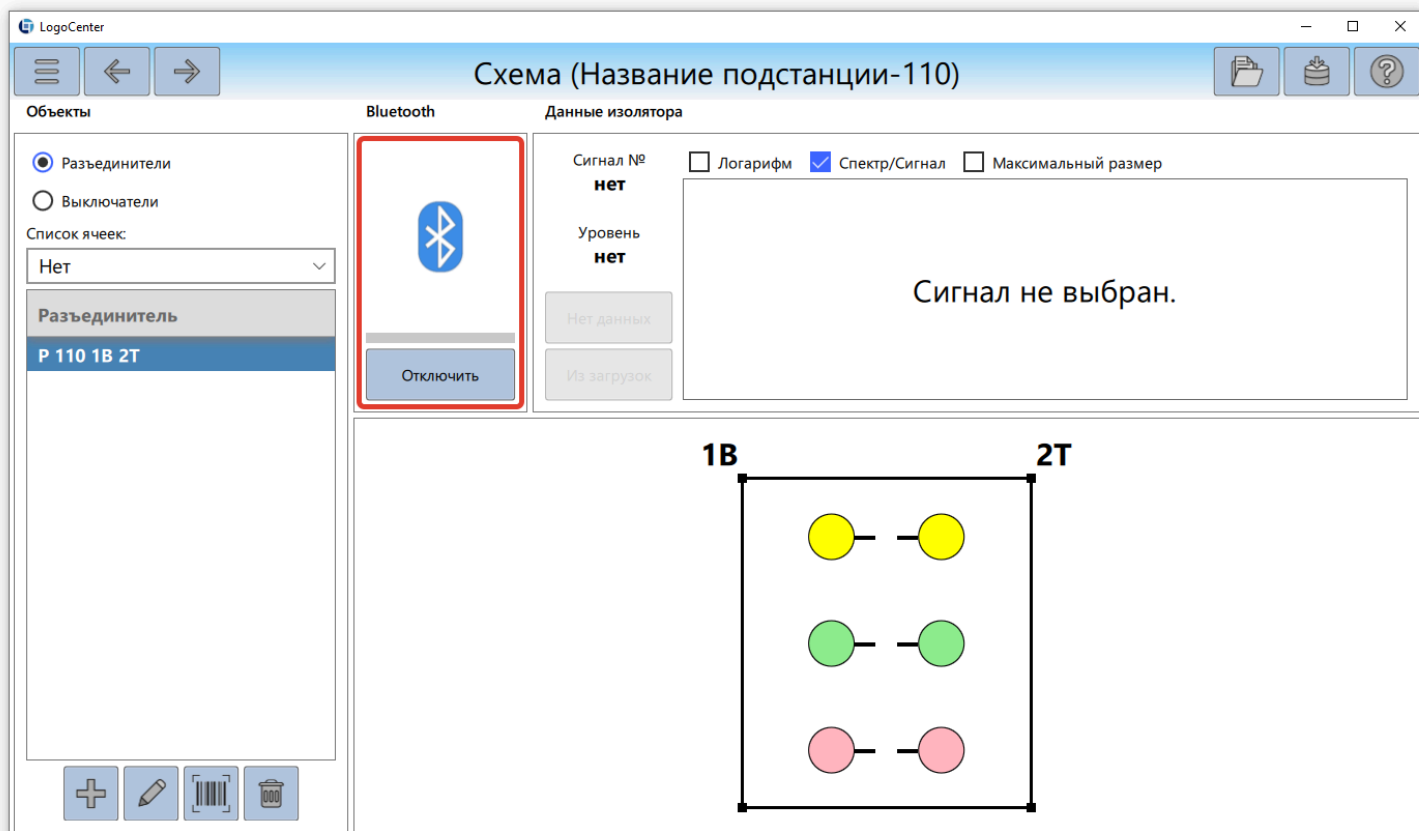 LogoCenter
Схема (Название подстанции-110)
Объекты
Bluetooth
Данные изолятора
Разъединители
Выключатели
Список ячеек:
Нет
Разъединитель
Р 110 1В 2Т
Отключить
Сигнал №
нет
Уровень
нет
Нет данных
Из загрузок
Логарифм
Спектр/Сигнал
Максимальный размер
Сигнал не выбран.
1В
2Т